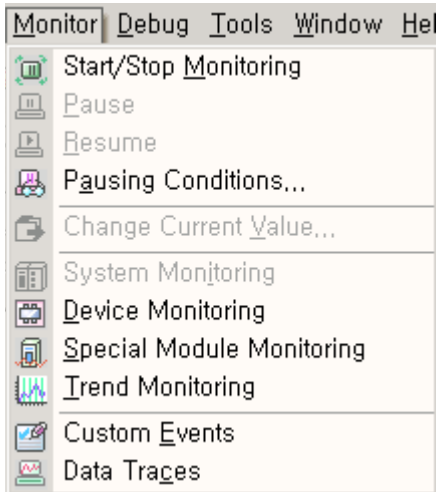 Monitor Debug Tools Window Hel
Start/Stop Monitoring
Pause
Resume
Pausing Conditions...
Change Current Value...
System Monitoring
Device Monitoring
Special Module Monitoring
Trend Monitoring
Custom Events
Data Traces